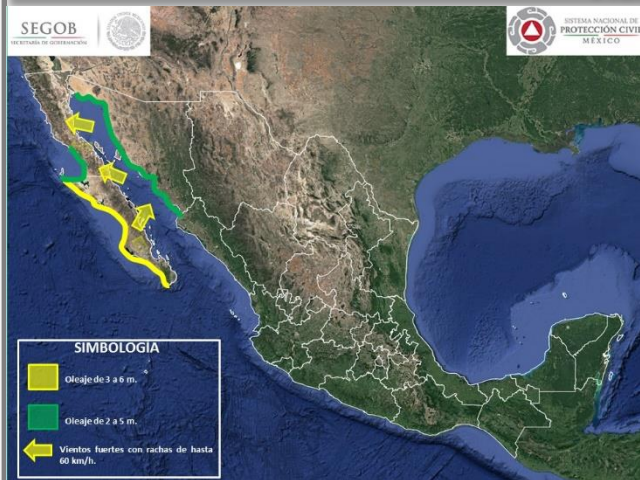 SEGOB
SECRETARÍA DE GOBERNACIÓN
SISTEMA NACIONAL DE
PROTECCIÓN CIVIL
MÉXICO
SIMBOLOGIA
Oleaje de 3 a 6 m.
Oleaje de 2 a 5 m.
Vientos fuertes con rachas de hasta
60 km/h.